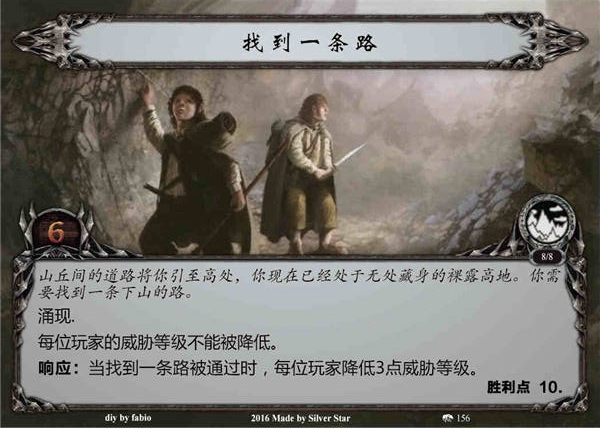 找到一条路
6
8/8
山丘间的道路将你引至高处，你现在已经处于无处藏身的裸露高地。你需
要找到一条下山的路。
涌现.
每位玩家的威胁等级不能被降低。
响应：当找到一条路被通过时，每位玩家降低3点威胁等级。
胜利点 10.
diy by fabio 2016 Made by Silver Star 156